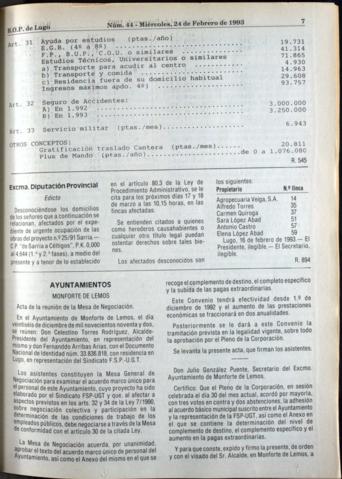 B.O.P. de Lugo
Núm. 44 - Miércoles, 24 de Febrero de 1993
7
Art. 31 Ayuda por estudios (ptas./año)
E.G.B. (4º a 8º) ........ 19.731
F.P., B.U.P., C.O.U. o similares ........ 41.314
Estudios Técnicos, Universitarios o similares 71.865
a) Transporte para acudir al centro ........ 4.930
b) Transporte y comida ........ 14.963
c) Residencia fuera de su domicilio habitual 29.608
Ingresos máximos apdo. 4º) ........ 93.757
Art. 32 Seguro de Accidentes:
A) En 1.992 ........ 3.000.000
B) En 1.993 ........ 3.250.000
Art. 33 Servicio militar (ptas./mes) ........ 6.943
OTROS CONCEPTOS:
Gratificación traslado Cantera (ptas./mes) ...... 20.811
Plus de Mando (ptas./año) ........ de 0 a 1.076.080
R. 545
Excma. Diputación Provincial
Edicto
Desconociéndose los domicilios
de los señores que a continuación se
relacionan, afectados por el expe-
diente de urgente ocupación de las
obras del proyecto n.º 25/91 Sarria —
C.P. "de Sarria a Céltigos", P.K. 0,000
al 4,644 (1.ª y 2.ª fases), a medio del
presente y a tenor de lo establecido
en el artículo 80.3 de la Ley de
Procedimiento Administrativo, se le
cita para los próximos días 17 y 18
de marzo a las 10.15 horas, en las
fincas afectadas.
Se entienden citados a quienes
como herederos causahabientes o
cualquier otro título legal puedan
ostentar derechos sobre tales bie-
nes.
Los afectados desconocidos son
los siguientes:
Propietario N.º finca
Agropecuaria Veiga, S.A. 14
Alfredo Torres 35
Carmen Quiroga 37
Sara López Abad 51
Antonio Castro 57
Elena López Abad 59
Lugo, 16 de febrero de 1993.— El
Presidente, ilegible.— El Secretario,
ilegible.
R. 894
AYUNTAMIENTOS
MONFORTE DE LEMOS
Acta de la reunión de la Mesa de Negociación.
En el Ayuntamiento de Monforte de Lemos, el día
veintiséis de diciembre de mil novecientos noventa y dos,
se reúnen: Don Celestino Torres Rodríguez, Alcalde-
Presidente del Ayuntamiento, en representación del
mismo y don Fernando Arribas Arias, con el Documento
Nacional de Identidad núm. 33.836.818, con residencia en
Lugo, en representación del Sindicato F.S.P.-U.G.T.
Los asistentes constituyen la Mesa General de
Negociación para examinar el acuerdo marco único para
el personal de este Ayuntamiento, cuyo proyecto ha sido
elaborado por el Sindicato FSP-UGT y que, al afectar a
aspectos previstos en los arts. 32 y 34 de la Ley 7/1990,
sobre negociación colectiva y participación en la
determinación de las condiciones de trabajo de los
empleados públicos, debe negociarse a través de la Mesa
de conformidad con el artículo 30 de la citada Ley.
La Mesa de Negociación acuerda, por unanimidad,
aprobar el texto del acuerdo marco único de personal del
Ayuntamiento, así como el Anexo del mismo en el que se
recoge el complemento de destino, el completo específico
y la subida de las pagas extraordinarias.
Este Convenio tendrá efectividad desde 1.º de
diciembre de 1992 y el aumento de las prestaciones
económicas se fraccionará en dos anualidades.
Posteriormente se dará a este Convenio la
tramitación prevista en la legalidad vigente, sobre todo
la aprobación por el Pleno de la Corporación.
Se levanta la presente acta, que firman los asistentes.
Don Julio González Puente, Secretario del Excmo.
Ayuntamiento de Monforte de Lemos.
Certifico: Que el Pleno de la Corporación, en sesión
celebrada el día 30 del mes actual, acordó por mayoría,
con tres votos en contra y dos abstenciones, la adhesión
al acuerdo básico municipal suscrito entre el Ayuntamiento
y la representación de la FSP-UGT, así como el Anexo en
el que se contiene la determinación del nivel de
complemento de destino, el complemento específico y el
aumento en la pagas extraordinarias.
Y para que conste, expido y firmo la presente, de orden
y con el visado del Sr. Alcalde, en Monforte de Lemos, a